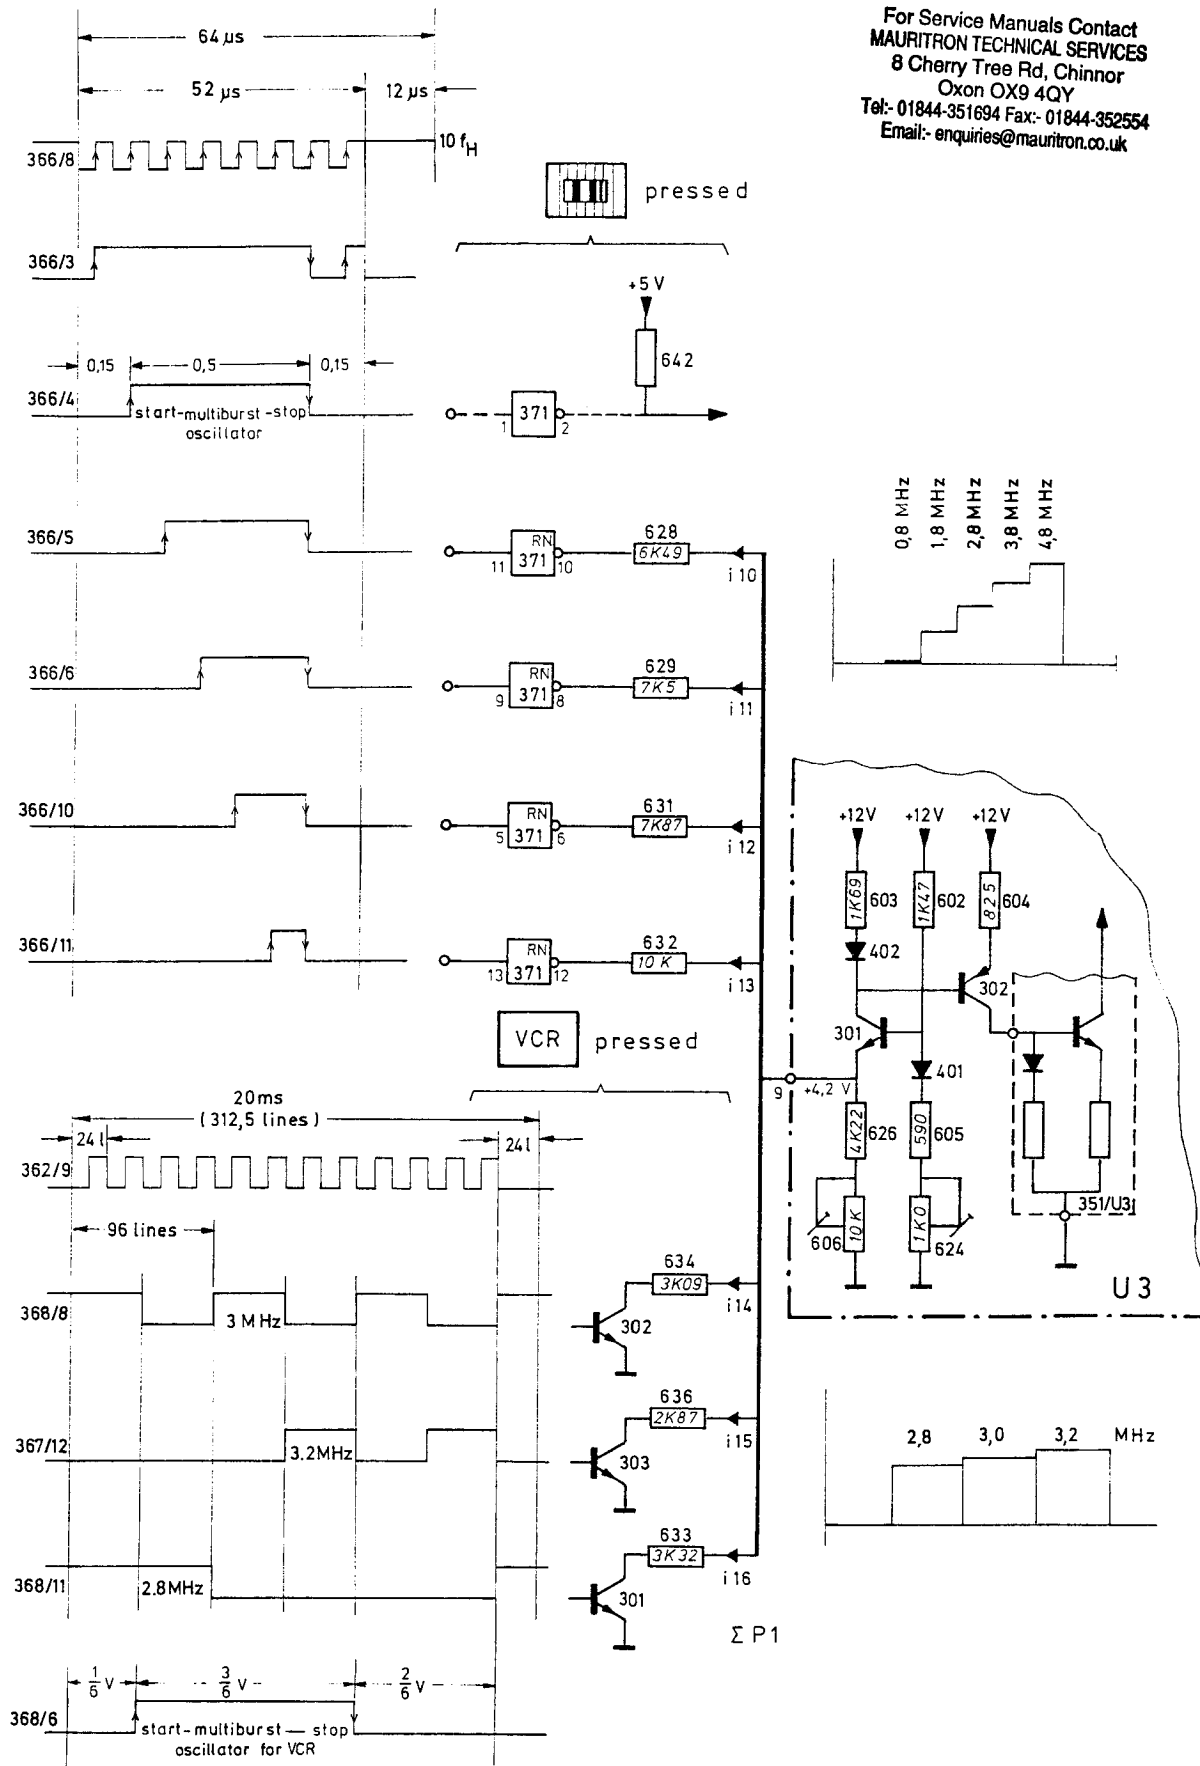 For Service Manuals Contact
MAURITRON TECHNICAL SERVICES
8 Cherry Tree Rd, Chinnor
Oxon OX9 4QY
Tel:- 01844-351694 Fax:- 01844-352554
Email:- enquiries@mauritron.co.uk
64 µs
52 µs
12 µs
366/8
10 fH
pressed
366/3
+5 V
642
0,15
0,5
0,15
366/4
start-multiburst-stop
oscillator
371
1
2
366/5
RN
371
11
10
628
6K49
i 10
0,8 MHz
1,8 MHz
2,8 MHz
3,8 MHz
4,8 MHz
366/6
RN
371
9
8
629
7K5
i 11
366/10
RN
371
5
6
631
7K87
i 12
366/11
RN
371
13
12
632
10 K
i 13
+12V
+12V
+12V
1K69
603
1K47
602
825
604
402
302
301
401
9
+4,2 V
4K22
626
590
605
606
10K
1K0
624
351/U3
U3
VCR
pressed
20ms
(312,5 lines)
24 l
24 l
362/9
96 lines
368/8
3 MHz
634
3K09
i14
302
367/12
3.2MHz
636
2K87
i15
303
368/11
2.8MHz
633
3K32
i16
301
Σ P1
2,8
3,0
3,2
MHz
1/6 V
3/6 V
2/6 V
368/6
start-multiburst — stop
oscillator for VCR